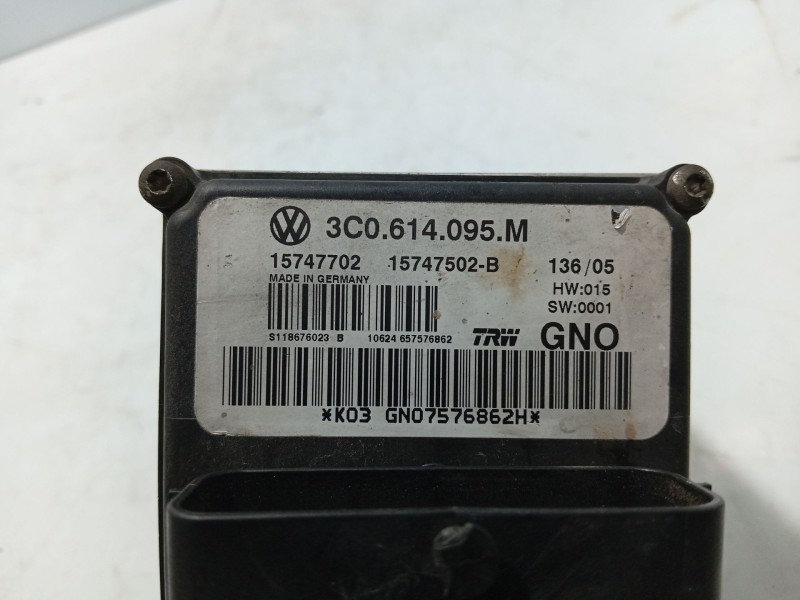 3C0.614.095.M
15747702 15747502-B 136/05
MADE IN GERMANY
HW:015
SW:0001
S118676023 B 10624 657576862 TRW GNO
*K03 GN07576862H*